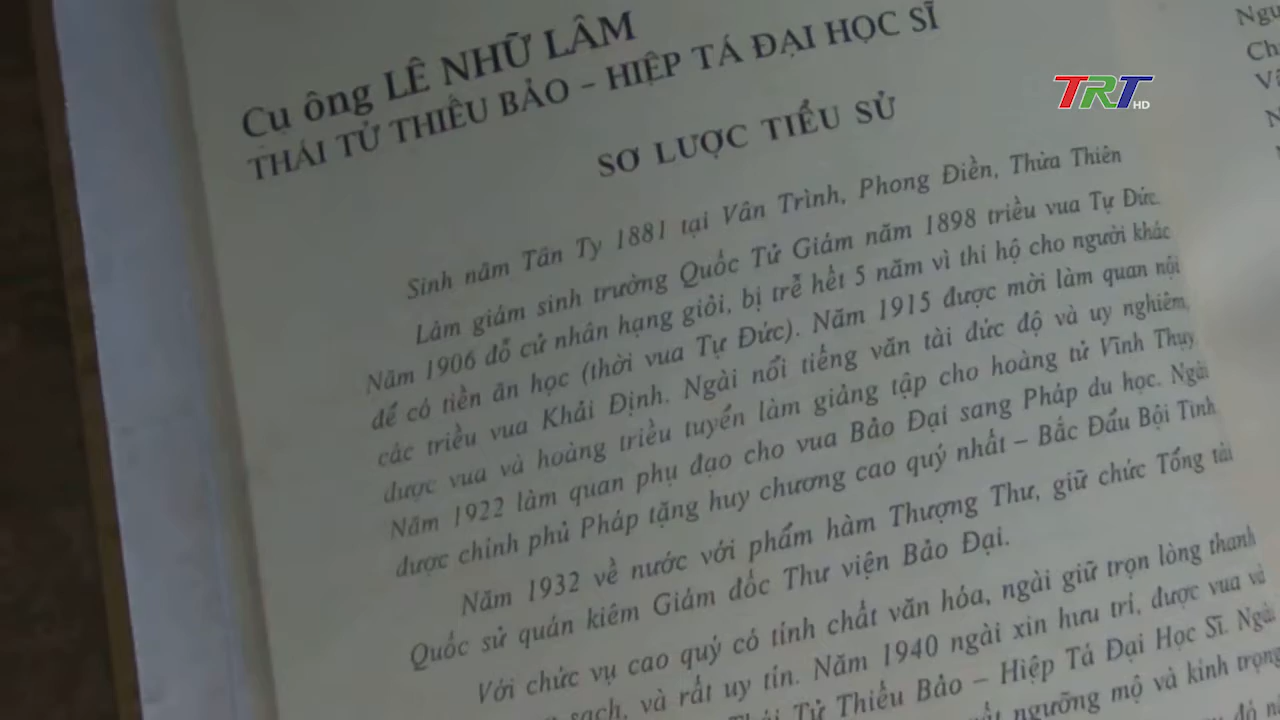 Cụ ông LÊ NHỮ LÂM
THÁI TỬ THIẾU BẢO – HIỆP TÁ ĐẠI HỌC SĨ
SƠ LƯỢC TIỂU SỬ
Sinh năm Tân Tỵ 1881 tại Vân Trình, Phong Điền, Thừa Thiên
Làm giám sinh trường Quốc Tử Giám năm 1898 triều vua Tự Đức.
Năm 1906 đỗ cử nhân hạng giỏi, bị trễ hết 5 năm vì thi hộ cho người khác
để có tiền ăn học (thời vua Tự Đức). Năm 1915 được mời làm quan nội
các triều vua Khải Định. Ngài nổi tiếng văn tài đức độ và uy nghiêm,
được vua và hoàng triều tuyển làm giảng tập cho hoàng tử Vĩnh Thụy
Năm 1922 làm quan phụ đạo cho vua Bảo Đại sang Pháp du học. Ngài
được chính phủ Pháp tặng huy chương cao quý nhất – Bắc Đẩu Bội Tinh
Năm 1932 về nước với phẩm hàm Thượng Thư, giữ chức Tổng tài
Quốc sử quán kiêm Giám đốc Thư viện Bảo Đại.
Với chức vụ cao quý có tính chất văn hóa, ngài giữ trọn lòng thanh
sạch, và rất uy tín. Năm 1940 ngài xin hưu trí, được vua và
Tử Thiếu Bảo – Hiệp Tá Đại Học Sĩ. Ngài
ngưỡng mộ và kính trọng
TRT HD